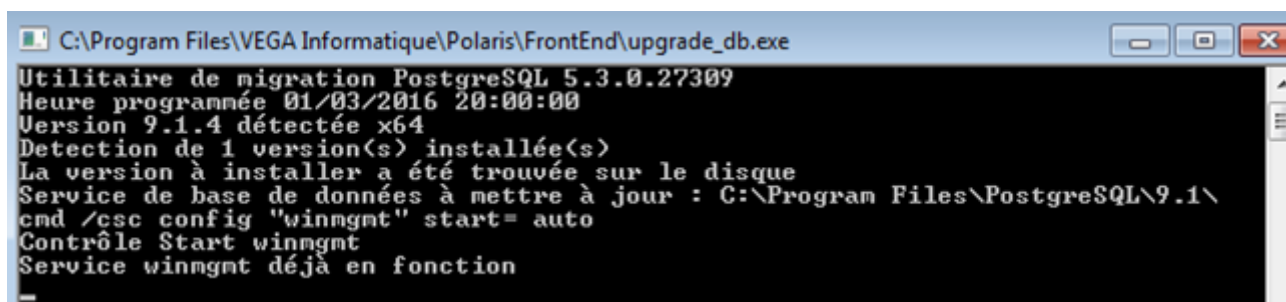 C:\Program Files\VEGA Informatique\Polaris\FrontEnd\upgrade_db.exe
Utilitaire de migration PostgreSQL 5.3.0.27309
Heure programmée 01/03/2016 20:00:00
Version 9.1.4 détectée x64
Detection de 1 version(s) installée(s)
La version à installer a été trouvée sur le disque
Service de base de données à mettre à jour : C:\Program Files\PostgreSQL\9.1\
cmd /csc config "winmgmt" start= auto
Contrôle Start winmgmt
Service winmgmt déjà en fonction